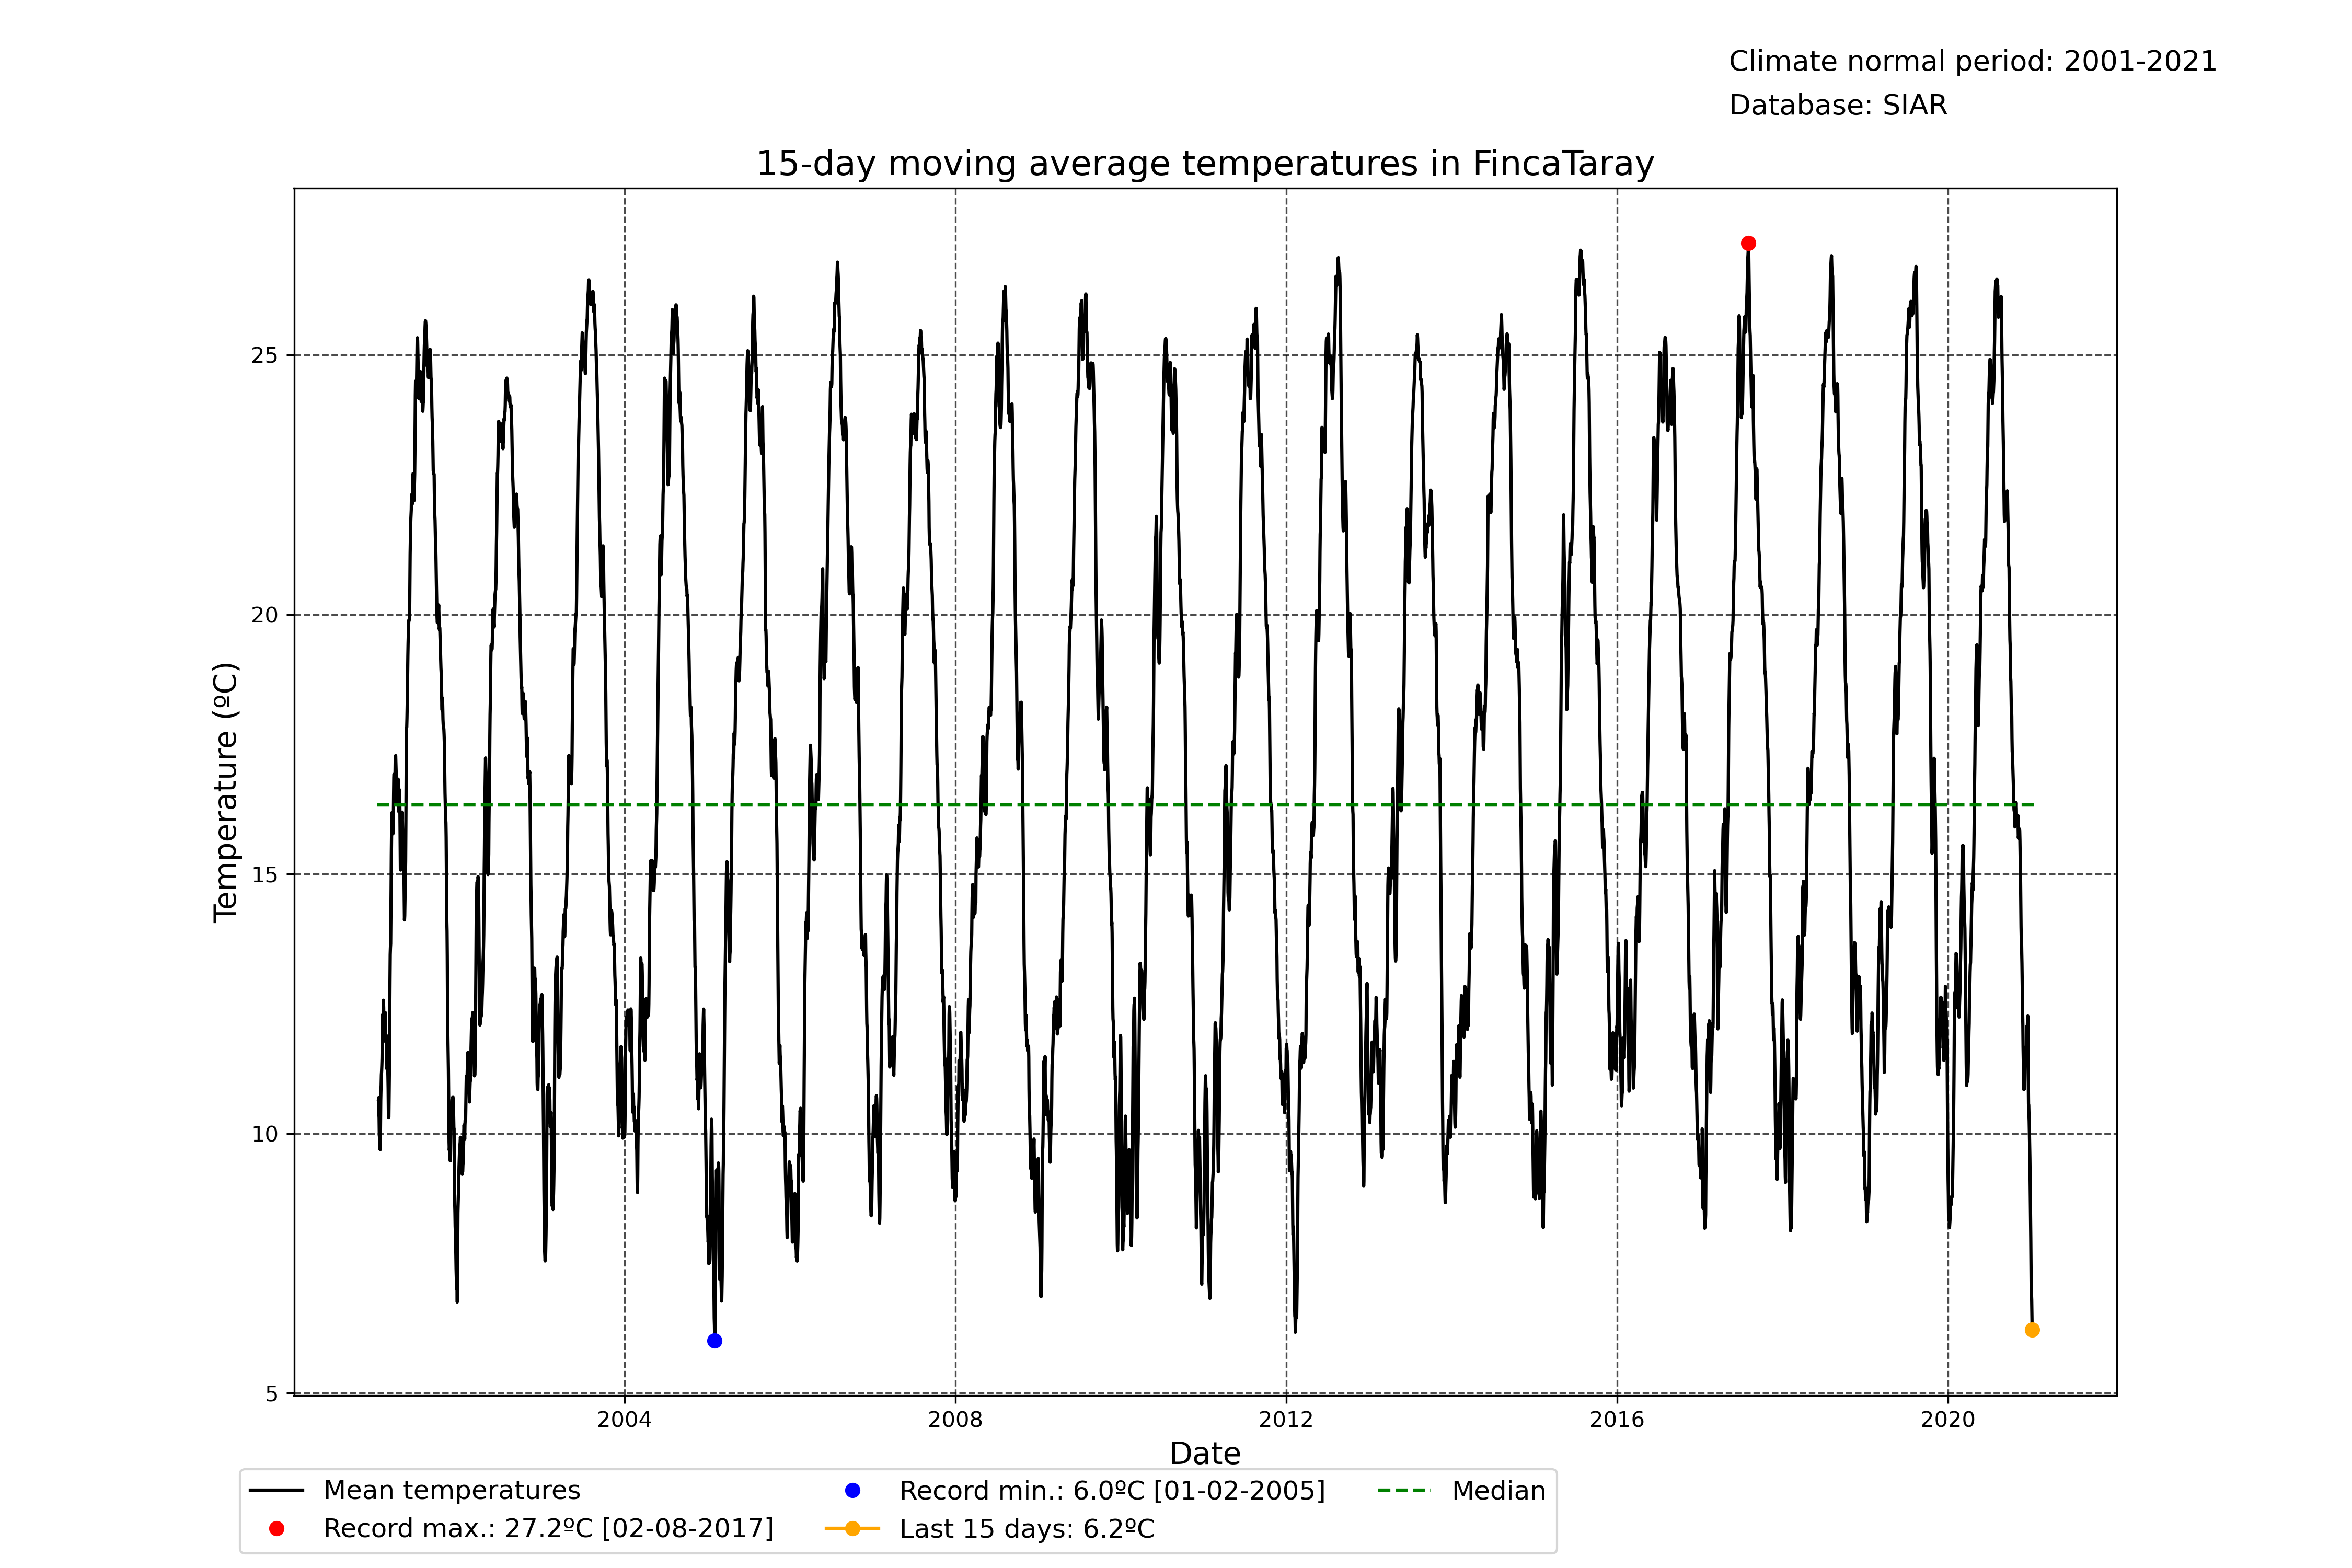 Climate normal period: 2001-2021
Database: SIAR
15-day moving average temperatures in FincaTaray
25
20
15
10
5
Temperature (ºC)
2004 2008 2012 2016 2020
Date
Mean temperatures
Record max.: 27.2ºC [02-08-2017]
Record min.: 6.0ºC [01-02-2005]
Last 15 days: 6.2ºC
Median